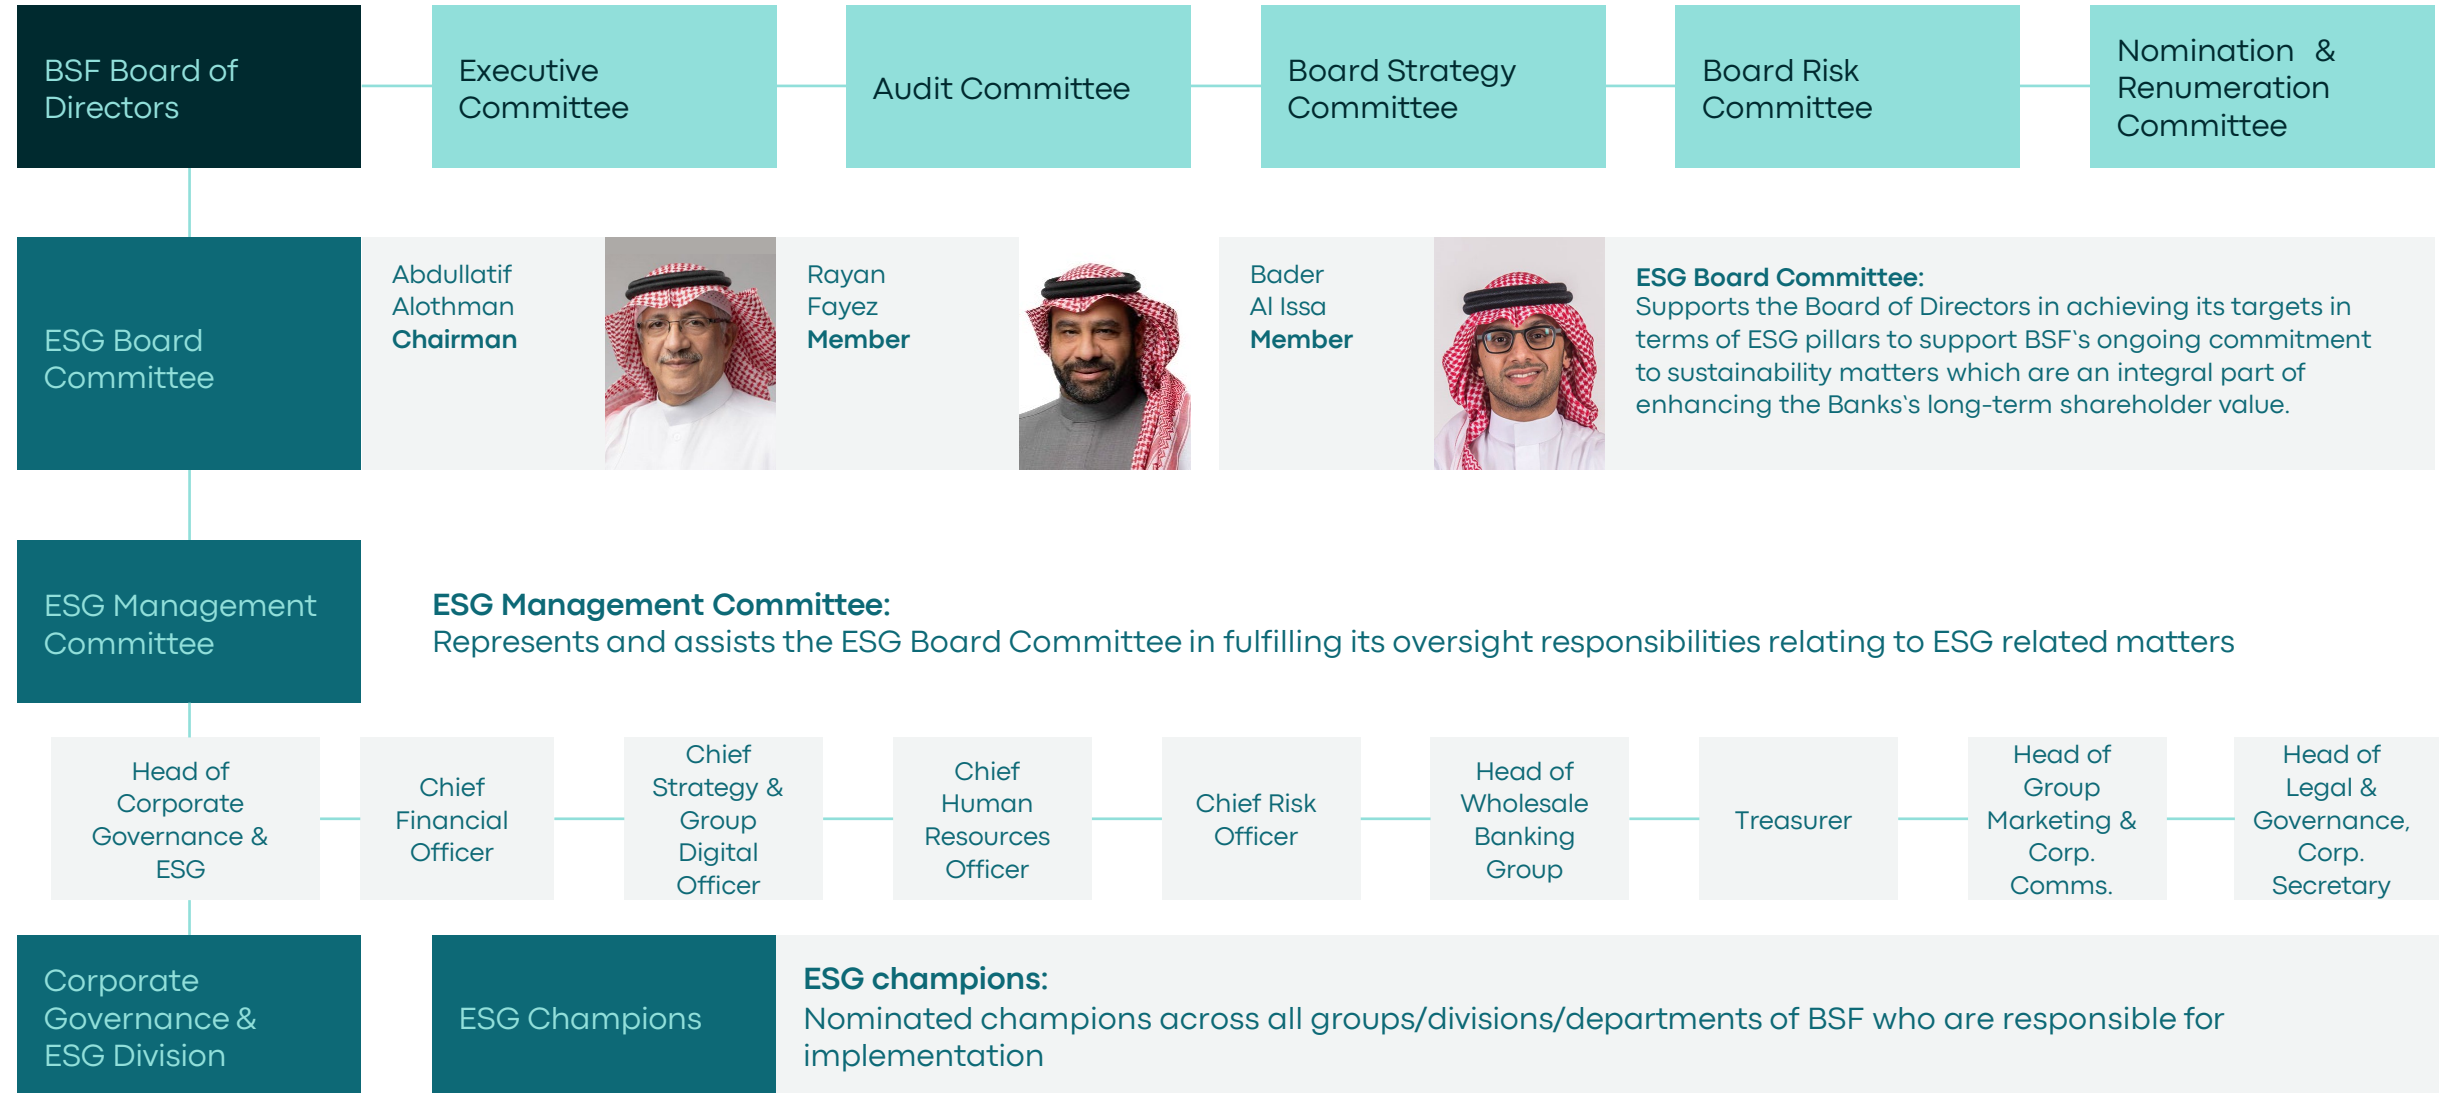 BSF Board of
Directors
Executive
Committee
Audit Committee
Board Strategy
Committee
Board Risk
Committee
Nomination &
Renumeration
Committee
ESG Board
Committee
Abdullatif
Alothman
Chairman
Rayan
Fayez
Member
Bader
Al Issa
Member
ESG Board Committee:
Supports the Board of Directors in achieving its targets in
terms of ESG pillars to support BSF‛s ongoing commitment
to sustainability matters which are an integral part of
enhancing the Banks‛s long-term shareholder value.
ESG Management
Committee
ESG Management Committee:
Represents and assists the ESG Board Committee in fulfilling its oversight responsibilities relating to ESG related matters
Head of
Corporate
Governance &
ESG
Chief
Financial
Officer
Chief
Strategy &
Group
Digital
Officer
Chief
Human
Resources
Officer
Chief Risk
Officer
Head of
Wholesale
Banking
Group
Treasurer
Head of
Group
Marketing &
Corp.
Comms.
Head of
Legal &
Governance,
Corp.
Secretary
Corporate
Governance &
ESG Division
ESG Champions
ESG champions:
Nominated champions across all groups/divisions/departments of BSF who are responsible for
implementation